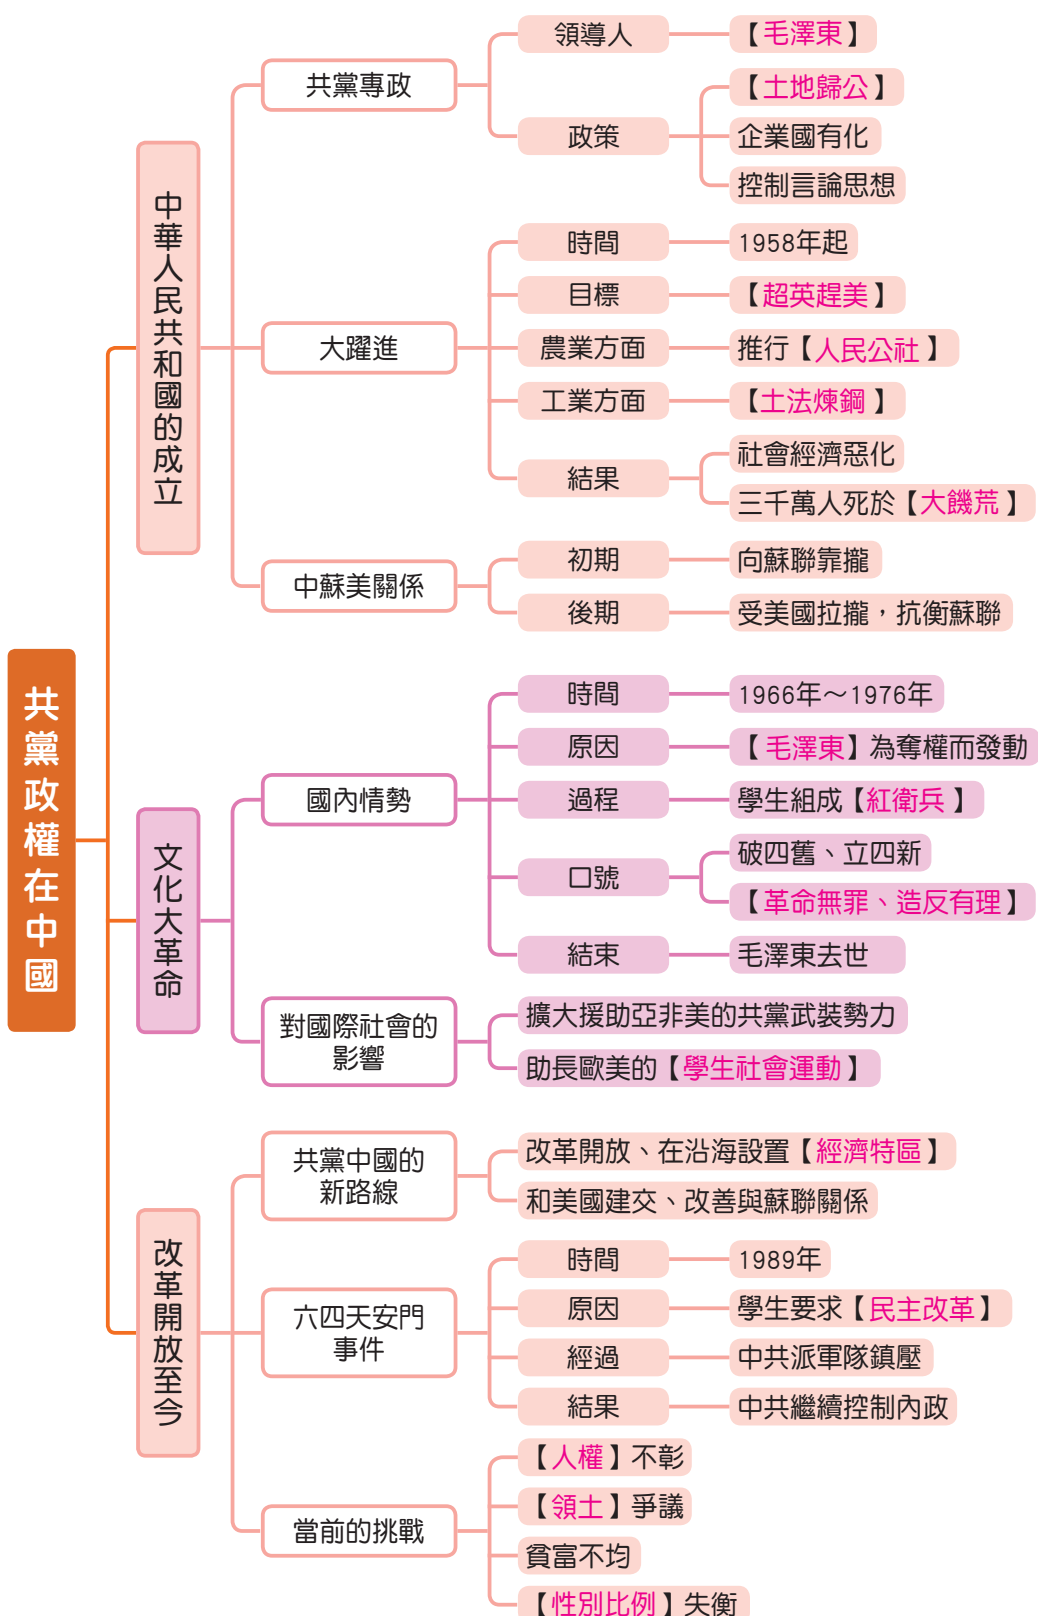 共黨政權在中國
中華人民共和國的成立
共黨專政
領導人
【毛澤東】
政策
【土地歸公】
企業國有化
控制言論思想
大躍進
時間
1958年起
目標
【超英趕美】
農業方面
推行【人民公社】
工業方面
【土法煉鋼】
結果
社會經濟惡化
三千萬人死於【大饑荒】
中蘇美關係
初期
向蘇聯靠攏
後期
受美國拉攏，抗衡蘇聯
文化大革命
國內情勢
時間
1966年～1976年
原因
【毛澤東】為奪權而發動
過程
學生組成【紅衛兵】
口號
破四舊、立四新
【革命無罪、造反有理】
結束
毛澤東去世
對國際社會的
影響
擴大援助亞非美的共黨武裝勢力
助長歐美的【學生社會運動】
改革開放至今
共黨中國的
新路線
改革開放、在沿海設置【經濟特區】
和美國建交、改善與蘇聯關係
六四天安門
事件
時間
1989年
原因
學生要求【民主改革】
經過
中共派軍隊鎮壓
結果
中共繼續控制內政
當前的挑戰
【人權】不彰
【領土】爭議
貧富不均
【性別比例】失衡